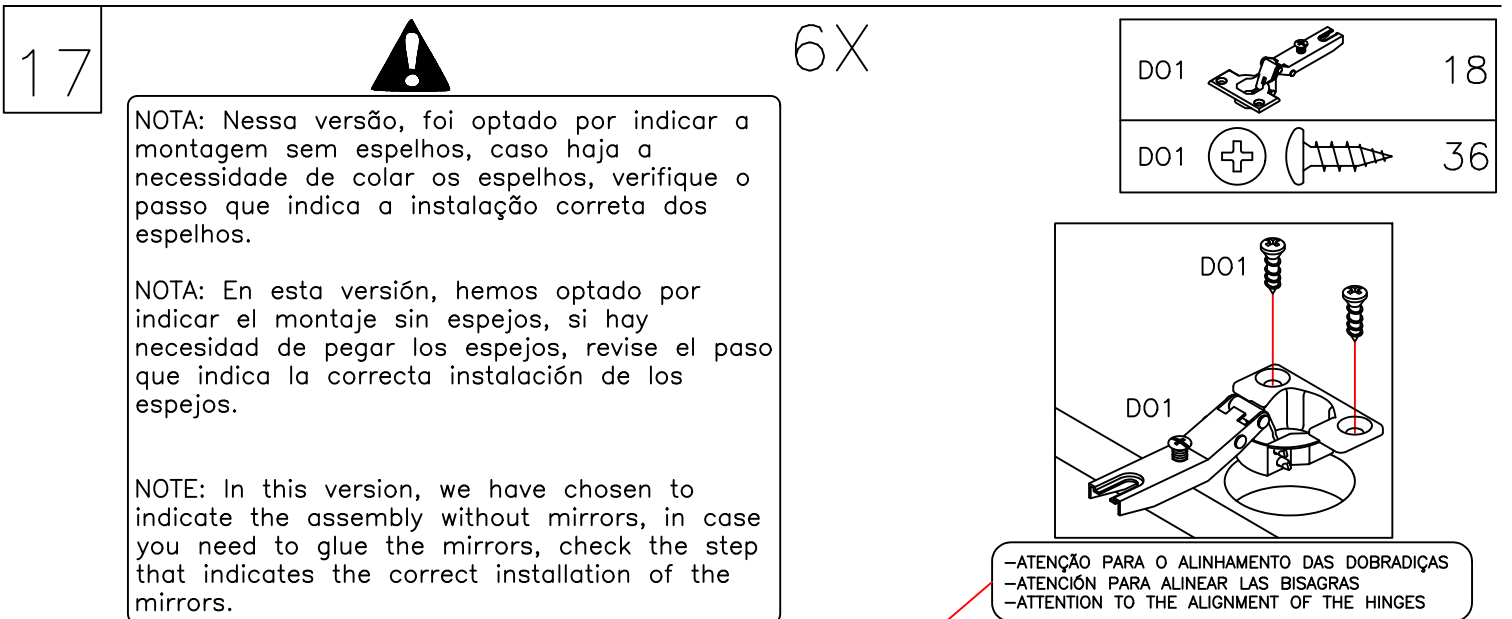 17
6X
DO1 18
DO1 36
NOTA: Nessa versão, foi optado por indicar a
montagem sem espelhos, caso haja a
necessidade de colar os espelhos, verifique o
passo que indica a instalação correta dos
espelhos.
NOTA: En esta versión, hemos optado por
indicar el montaje sin espejos, si hay
necesidad de pegar los espejos, revise el paso
que indica la correcta instalación de los
espejos.
NOTE: In this version, we have chosen to
indicate the assembly without mirrors, in case
you need to glue the mirrors, check the step
that indicates the correct installation of the
mirrors.
DO1
DO1
-ATENÇÃO PARA O ALINHAMENTO DAS DOBRADIÇAS
-ATENCIÓN PARA ALINEAR LAS BISAGRAS
-ATTENTION TO THE ALIGNMENT OF THE HINGES